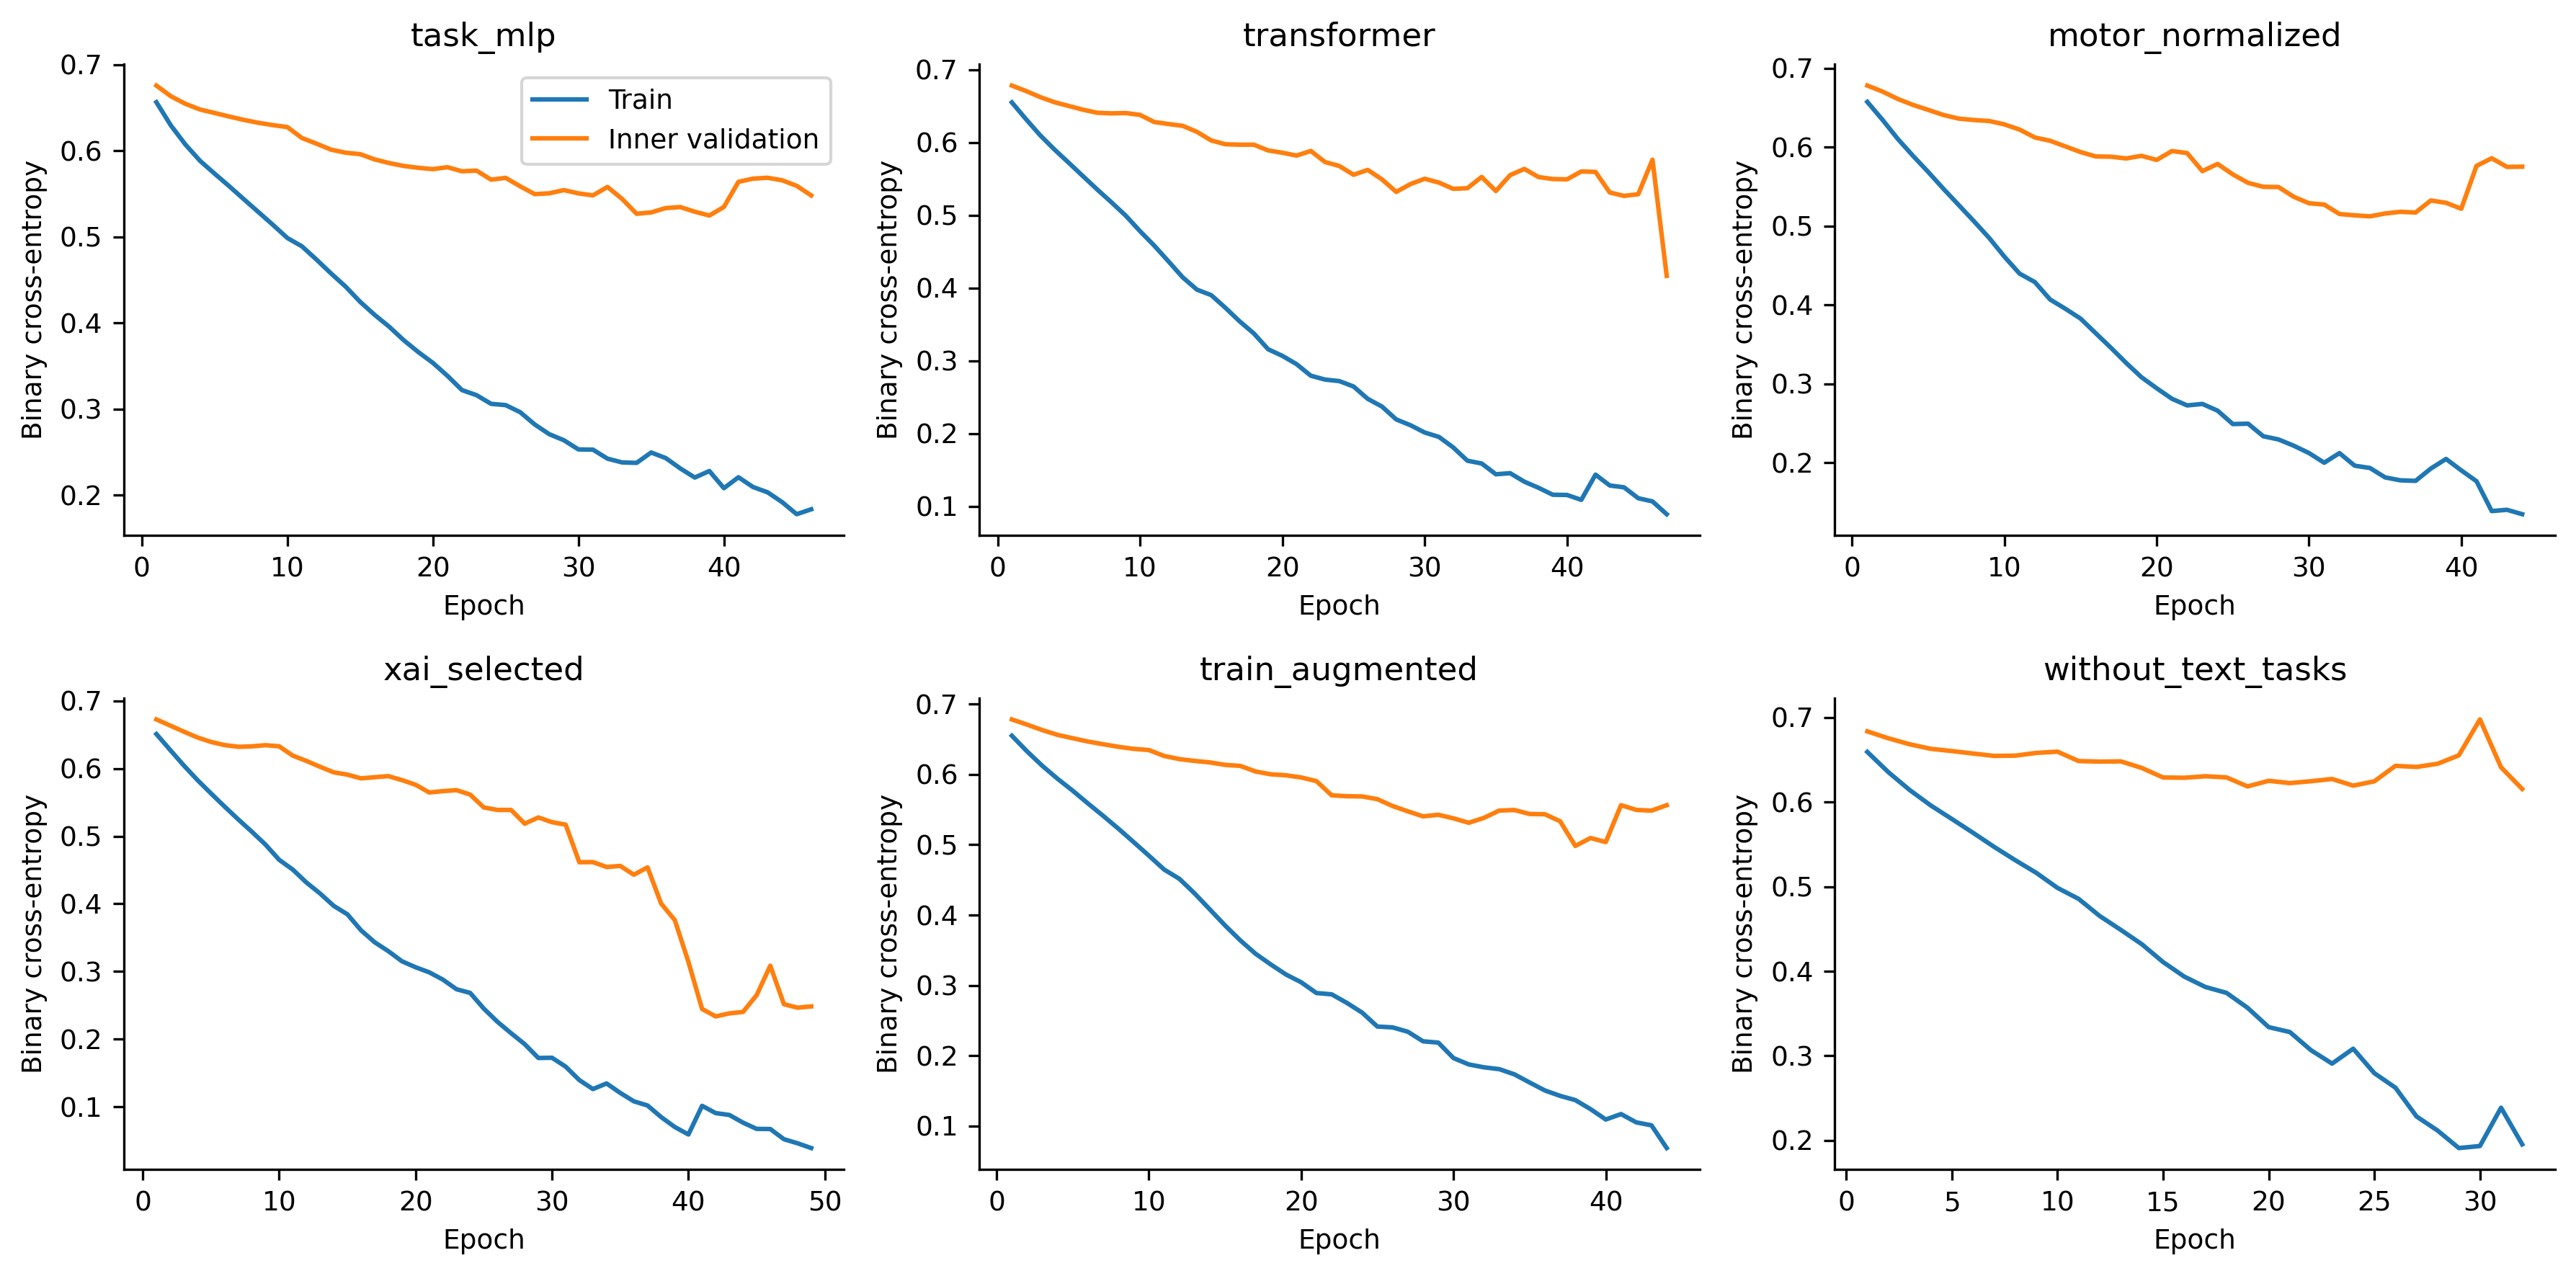 task_mlp
0.7
0.6
0.5
0.4
0.3
0.2
Binary cross-entropy
Train
Inner validation
0 10 20 30 40
Epoch
transformer
0.7
0.6
0.5
0.4
0.3
0.2
0.1
Binary cross-entropy
0 10 20 30 40
Epoch
motor_normalized
0.7
0.6
0.5
0.4
0.3
0.2
Binary cross-entropy
0 10 20 30 40
Epoch
xai_selected
0.7
0.6
0.5
0.4
0.3
0.2
0.1
Binary cross-entropy
0 10 20 30 40 50
Epoch
train_augmented
0.7
0.6
0.5
0.4
0.3
0.2
0.1
Binary cross-entropy
0 10 20 30 40
Epoch
without_text_tasks
0.7
0.6
0.5
0.4
0.3
0.2
Binary cross-entropy
0 5 10 15 20 25 30
Epoch